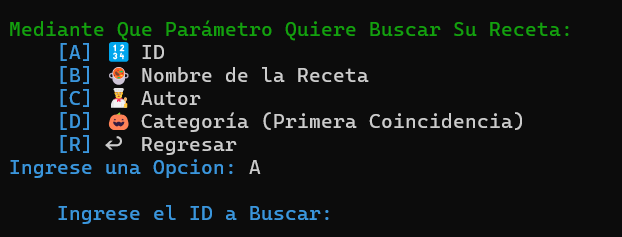 Mediante Que Parámetro Quiere Buscar Su Receta:
[A] 🔢 ID
[B] 🍲 Nombre de la Receta
[C] 👨‍🍳 Autor
[D] 🎃 Categoría (Primera Coincidencia)
[R] ↩ Regresar
Ingrese una Opcion: A
Ingrese el ID a Buscar: